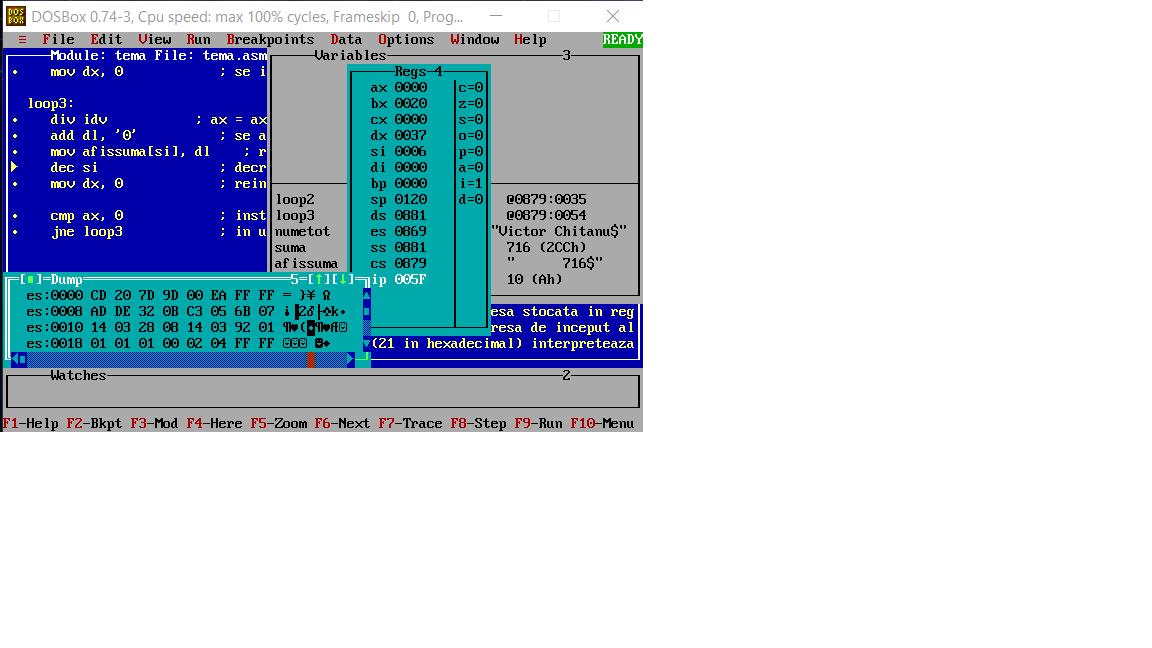 DOSBox 0.74-3, Cpu speed: max 100% cycles, Frameskip 0, Prog...
≡ File Edit View Run Breakpoints Data Options Window Help READY
Module: tema File: tema.asm
mov dx, 0 ; se i
loop3:
div idv ; ax = ax
add dl, '0' ; se a
mov afissuma[si], dl ; r
dec si ; decr
mov dx, 0 ; rein
cmp ax, 0 ; inst
jne loop3 ; in u
Variables 3
loop2 @0879:0035
loop3 @0879:0054
numetot "Victor Chitanu$"
suma 716 (2CCh)
afissuma " 716$"
10 (Ah)
Regs 4
ax 0000 c=0
bx 0020 z=0
cx 0000 s=0
dx 0037 o=0
si 0006 p=0
di 0000 a=0
bp 0000 i=1
sp 0120 d=0
ds 0881
es 0869
ss 0881
cs 0879
ip 005F
[■]=Dump 5=[↑][↓]
es:0000 CD 20 7D 9D 00 EA FF FF = }¥ Ω
es:0008 AD DE 32 0B C3 05 6B 07
es:0010 14 03 28 08 14 03 92 01
es:0018 01 01 01 00 02 04 FF FF
esa stocata in reg
resa de inceput al
(21 in hexadecimal) interpreteaza
Watches 2
F1-Help F2-Bkpt F3-Mod F4-Here F5-Zoom F6-Next F7-Trace F8-Step F9-Run F10-Menu